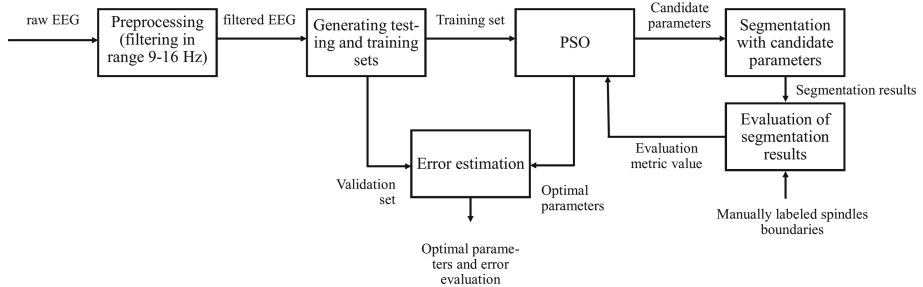 raw EEG
Preprocessing
(filtering in
range 9-16 Hz)
filtered EEG
Generating test-
ing and training
sets
Training set
PSO
Candidate
parameters
Segmentation
with candidate
parameters
Segmentation results
Evaluation of
segmentation
results
Evaluation
metric value
Manually labeled spindles
boundaries
Error estimation
Validation
set
Optimal
parameters
Optimal parame-
ters and error
evaluation